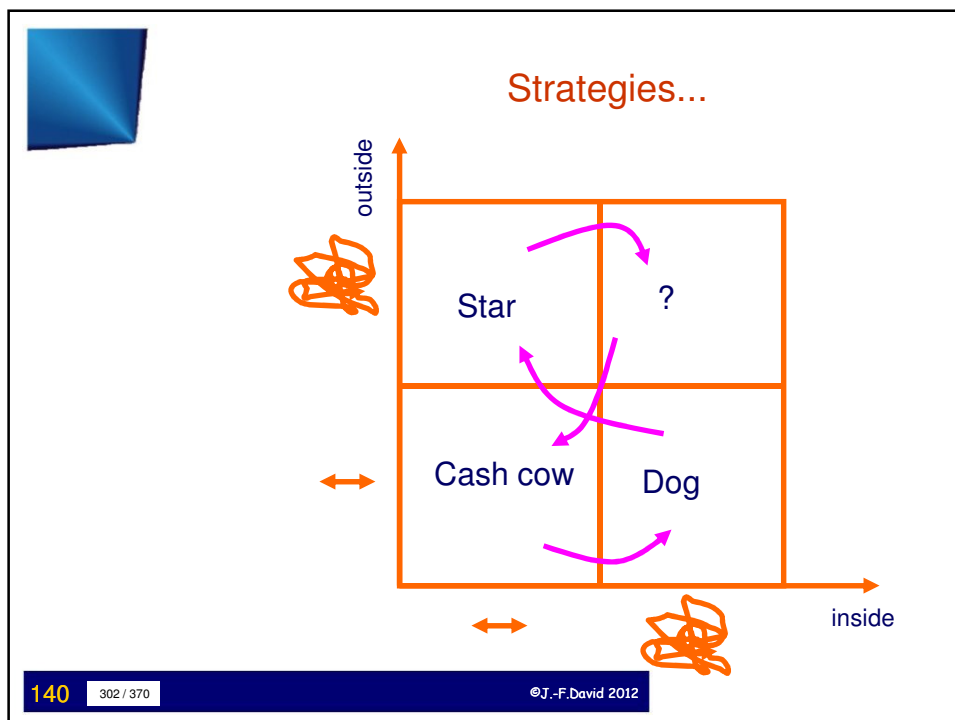 Strategies...
outside
Star
?
Cash cow
Dog
inside
140
302 / 370
©J.-F.David 2012